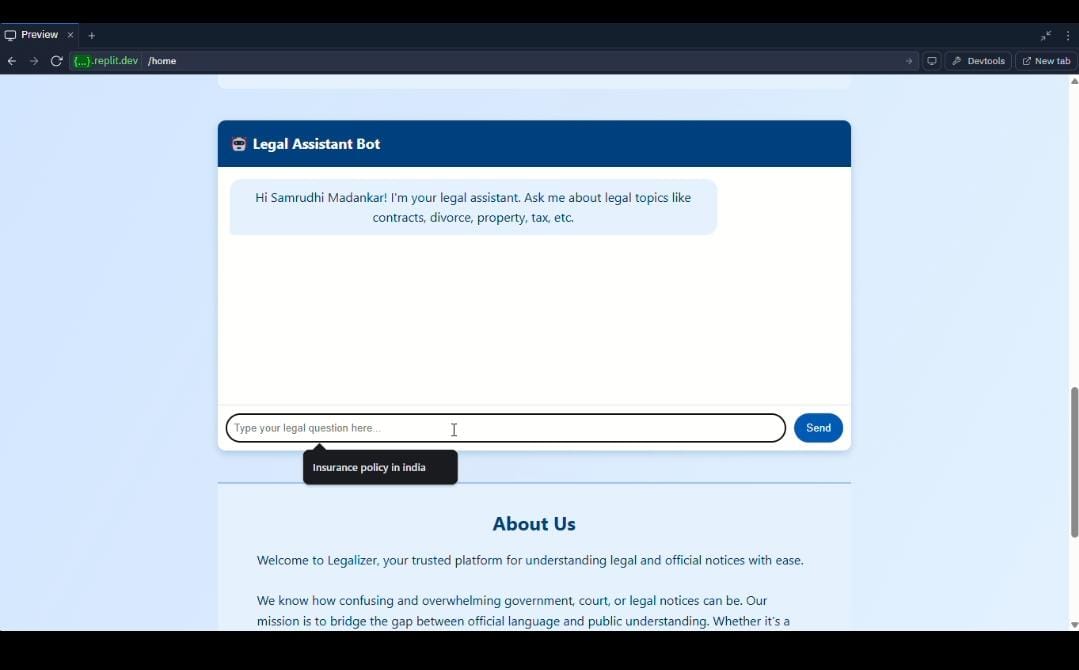 Preview
{...}.replit.dev /home
Devtools
New tab
Legal Assistant Bot
Hi Samrudhi Madankar! I'm your legal assistant. Ask me about legal topics like
contracts, divorce, property, tax, etc.
Type your legal question here...
Send
Insurance policy in india
About Us
Welcome to Legalizer, your trusted platform for understanding legal and official notices with ease.
We know how confusing and overwhelming government, court, or legal notices can be. Our
mission is to bridge the gap between official language and public understanding. Whether it's a